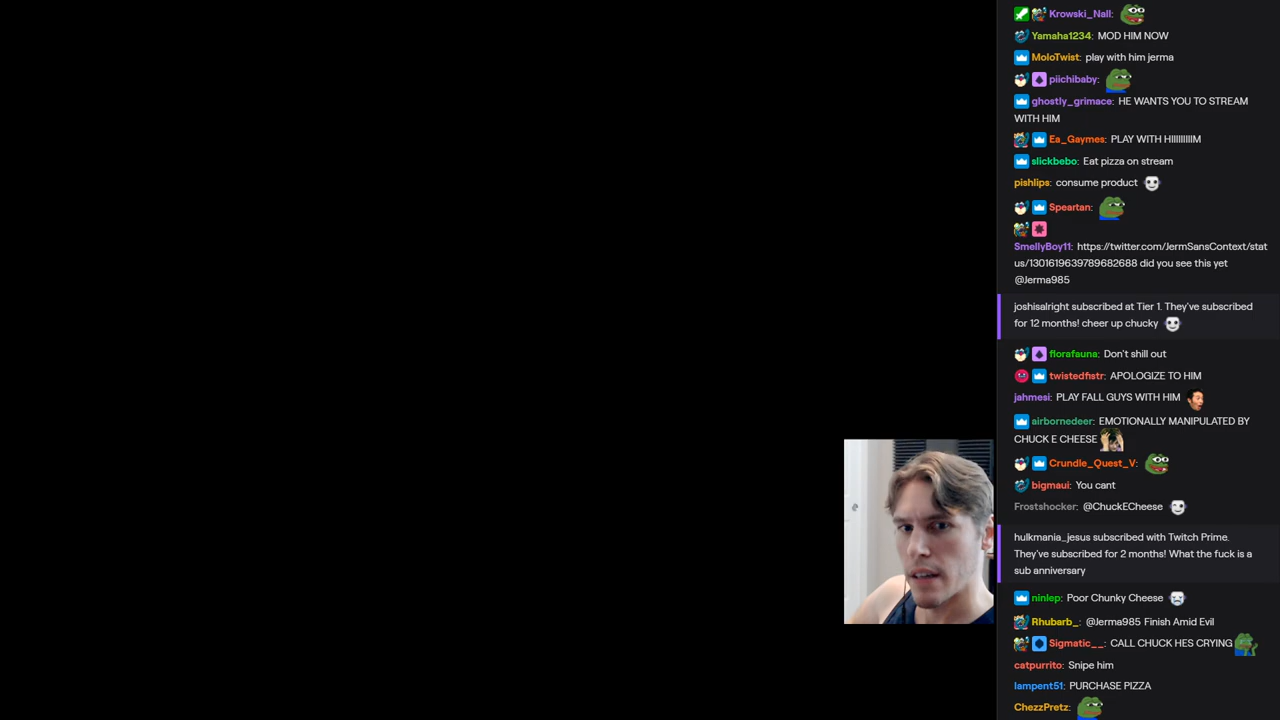 Krowski_Nall:
Yamaha1234: MOD HIM NOW
MoloTwist: play with him jerma
piichibaby:
ghostly_grimace: HE WANTS YOU TO STREAM
WITH HIM
Ea_Gaymes: PLAY WITH HIIIIIIIIIM
slickbebo: Eat pizza on stream
pishlips: consume product
Speartan:
SmellyBoy11: https://twitter.com/JermSansContext/stat
us/1301619639789682688 did you see this yet
@Jerma985
joshisalright subscribed at Tier 1. They've subscribed
for 12 months! cheer up chucky
florafauna: Don't shill out
twistedfistr: APOLOGIZE TO HIM
jahmesi: PLAY FALL GUYS WITH HIM
airbornedeer: EMOTIONALLY MANIPULATED BY
CHUCK E CHEESE
Crundle_Quest_V:
bigmaui: You cant
Frostshocker: @ChuckECheese
hulkmania_jesus subscribed with Twitch Prime.
They've subscribed for 2 months! What the fuck is a
sub anniversary
ninlep: Poor Chunky Cheese
Rhubarb_: @Jerma985 Finish Amid Evil
Sigmatic__: CALL CHUCK HES CRYING
catpurrito: Snipe him
lampent51: PURCHASE PIZZA
ChezzPretz: